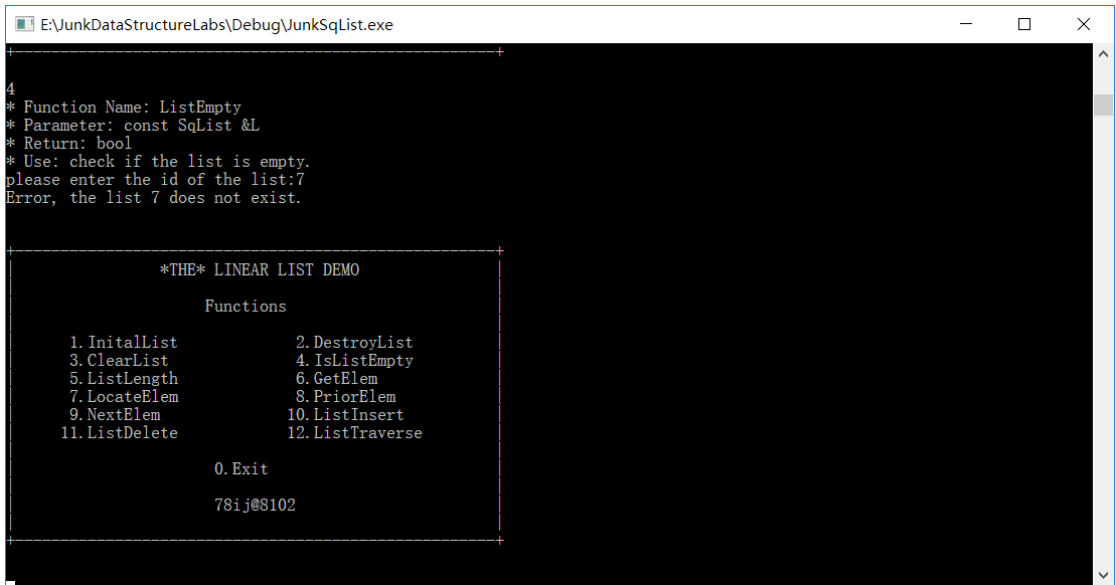 E:\JunkDataStructureLabs\Debug\JunkSqList.exe
4
* Function Name: ListEmpty
* Parameter: const SqList &L
* Return: bool
* Use: check if the list is empty.
please enter the id of the list:7
Error, the list 7 does not exist.
*THE* LINEAR LIST DEMO
Functions
1.InitalList 2.DestroyList
3.ClearList 4.IsListEmpty
5.ListLength 6.GetElem
7.LocateElem 8.PriorElem
9.NextElem 10.ListInsert
11.ListDelete 12.ListTraverse
0.Exit
78ij@8102